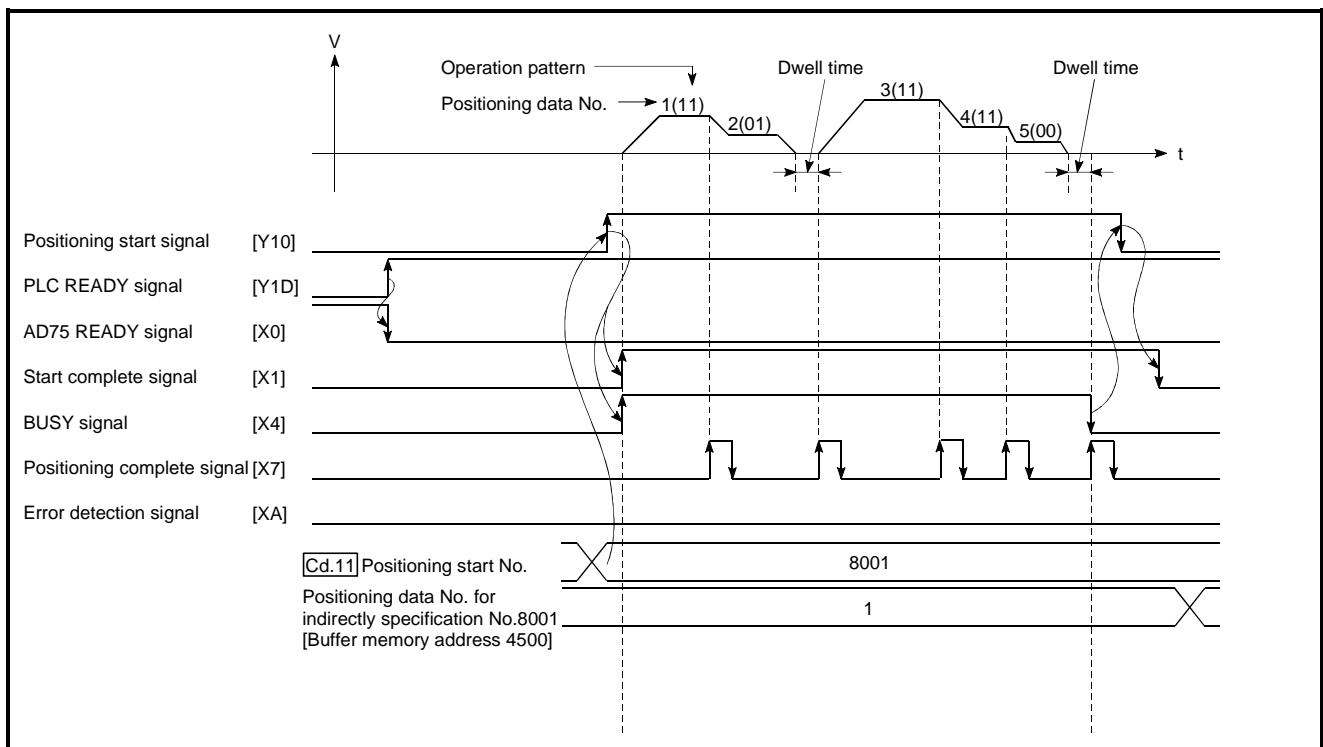 V
Operation pattern
Dwell time
Dwell time
Positioning data No.
1(11)
2(01)
3(11)
4(11)
5(00)
t
Positioning start signal [Y10]
PLC READY signal [Y1D]
AD75 READY signal [X0]
Start complete signal [X1]
BUSY signal [X4]
Positioning complete signal [X7]
Error detection signal [XA]
Cd.11 Positioning start No.
8001
Positioning data No. for
indirectly specification No.8001
[Buffer memory address 4500]
1